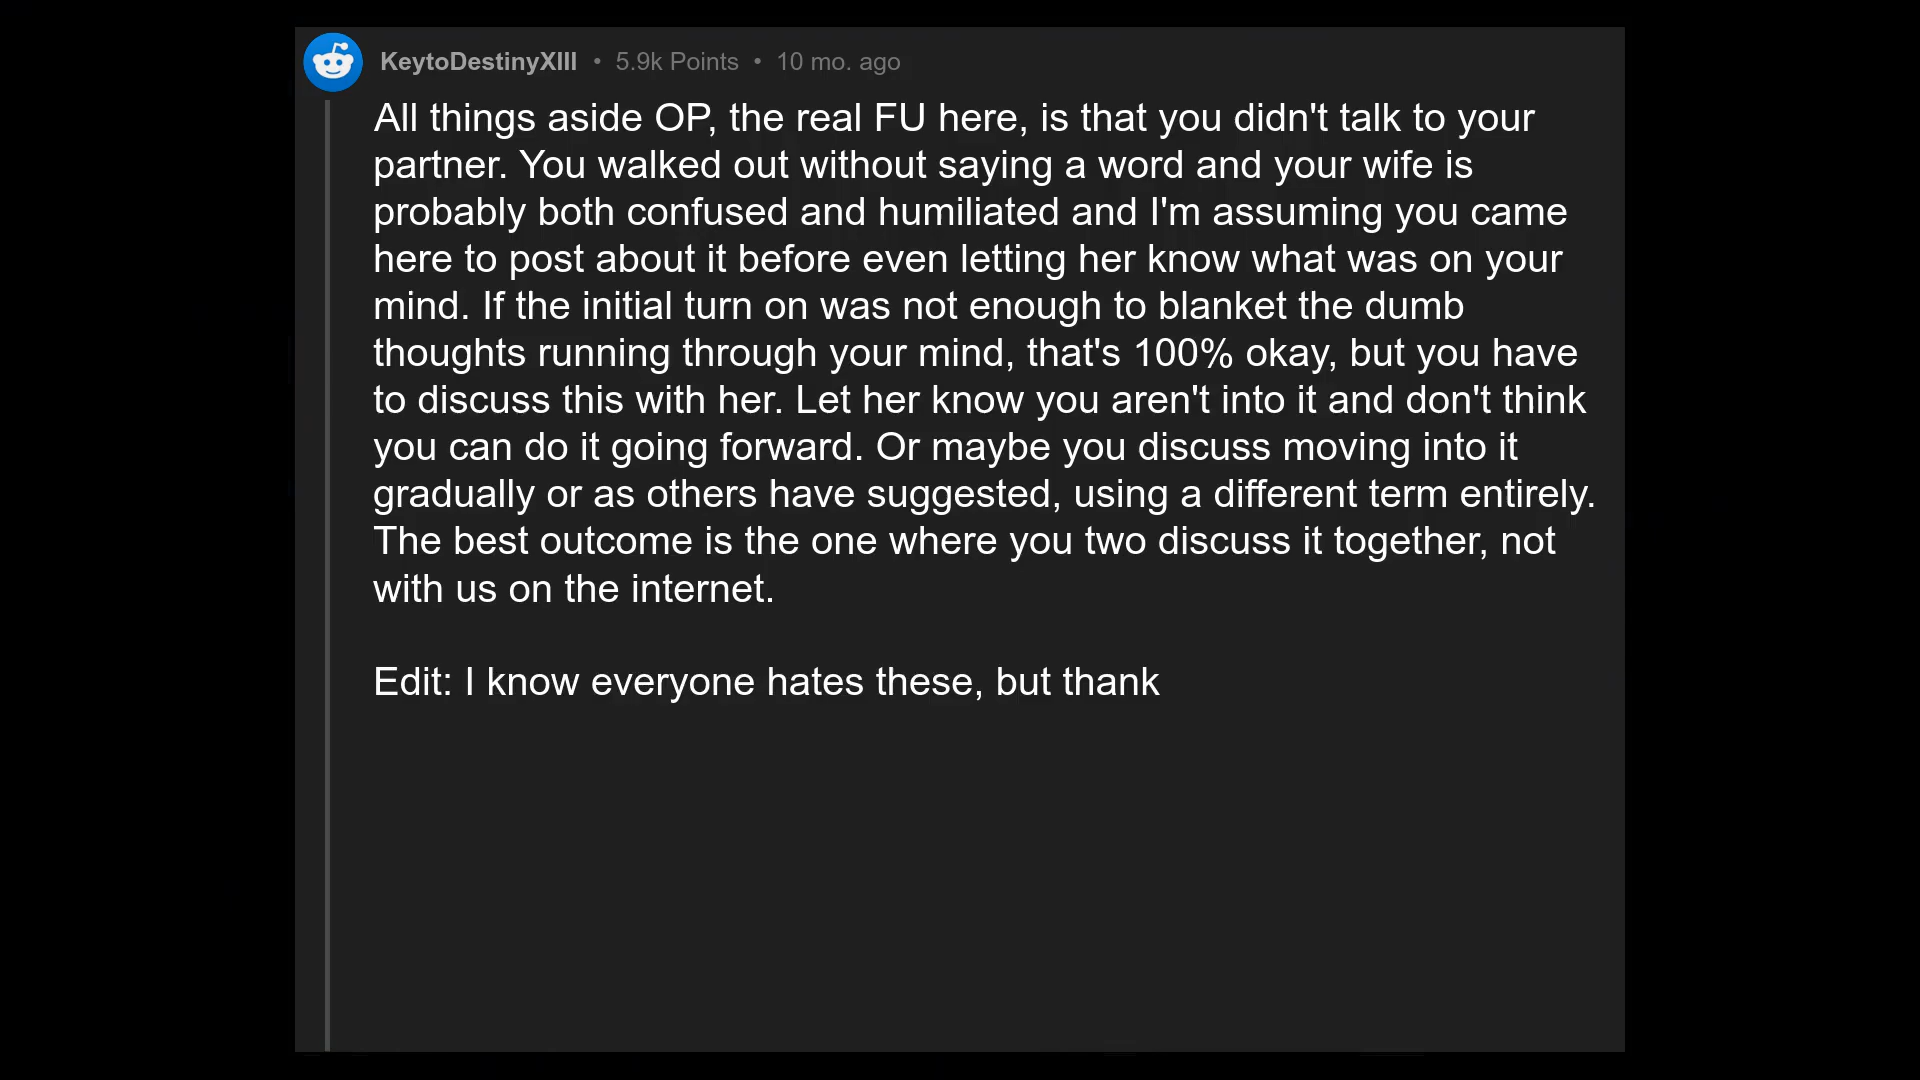 KeytoDestinyXIII • 5.9k Points • 10 mo. ago
All things aside OP, the real FU here, is that you didn't talk to your
partner. You walked out without saying a word and your wife is
probably both confused and humiliated and I'm assuming you came
here to post about it before even letting her know what was on your
mind. If the initial turn on was not enough to blanket the dumb
thoughts running through your mind, that's 100% okay, but you have
to discuss this with her. Let her know you aren't into it and don't think
you can do it going forward. Or maybe you discuss moving into it
gradually or as others have suggested, using a different term entirely.
The best outcome is the one where you two discuss it together, not
with us on the internet.
Edit: I know everyone hates these, but thank